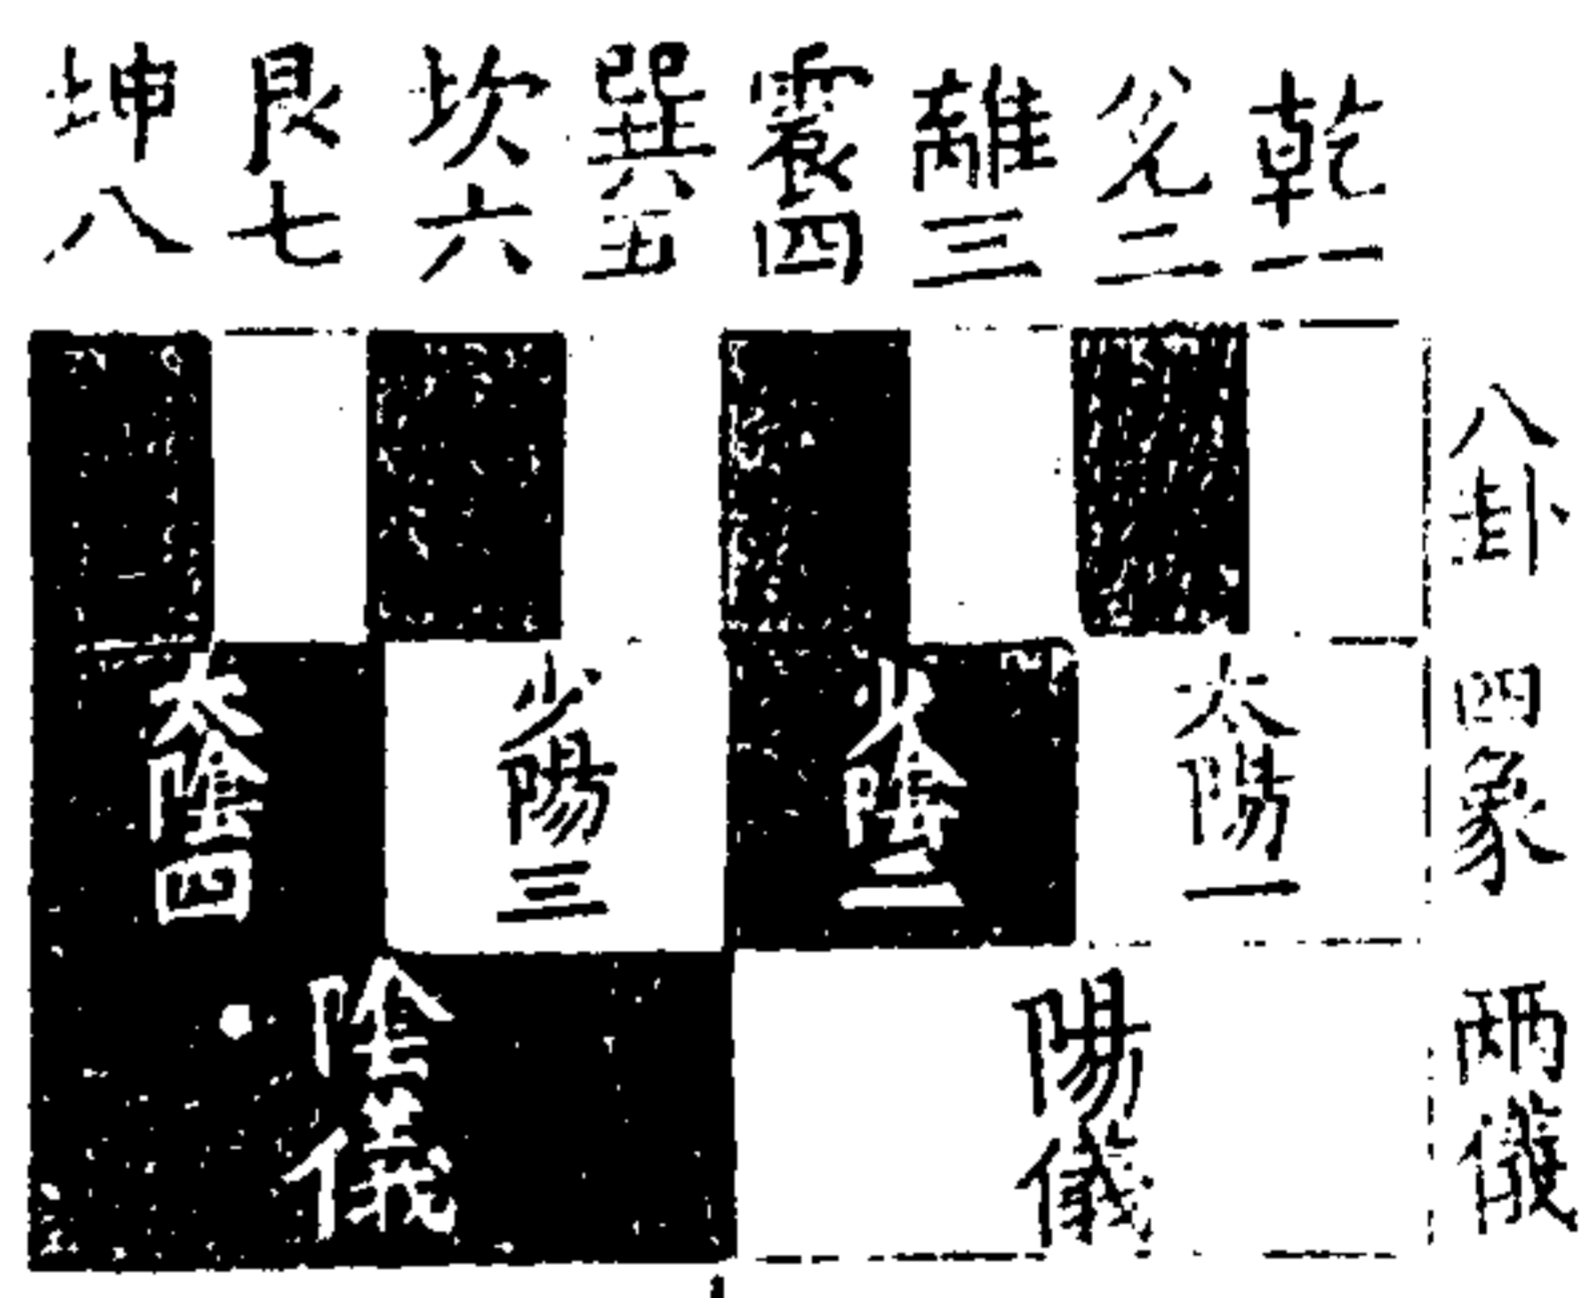 乾一
兌二
離三
震四
巽五
坎六
艮七
坤八
八卦
四象
太陽一
少陰二
少陽三
太陰四
兩儀
陽儀
陰儀